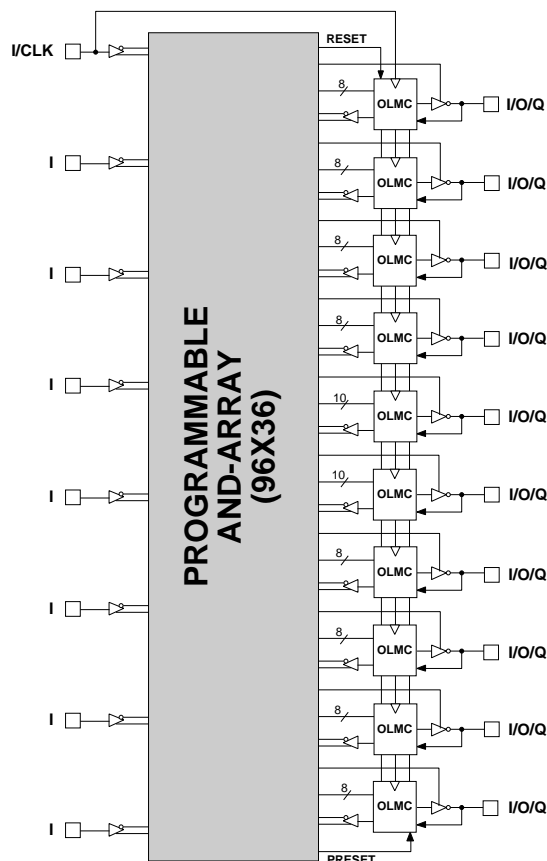 RESET
I/CLK
8
OLMC
I/O/Q
I
8
OLMC
I/O/Q
I
8
OLMC
I/O/Q
8
OLMC
I/O/Q
I
10
OLMC
I/O/Q
PROGRAMMABLE
AND-ARRAY
(96X36)
I
10
OLMC
I/O/Q
8
OLMC
I/O/Q
I
8
OLMC
I/O/Q
I
8
OLMC
I/O/Q
I
8
OLMC
I/O/Q
PRESET